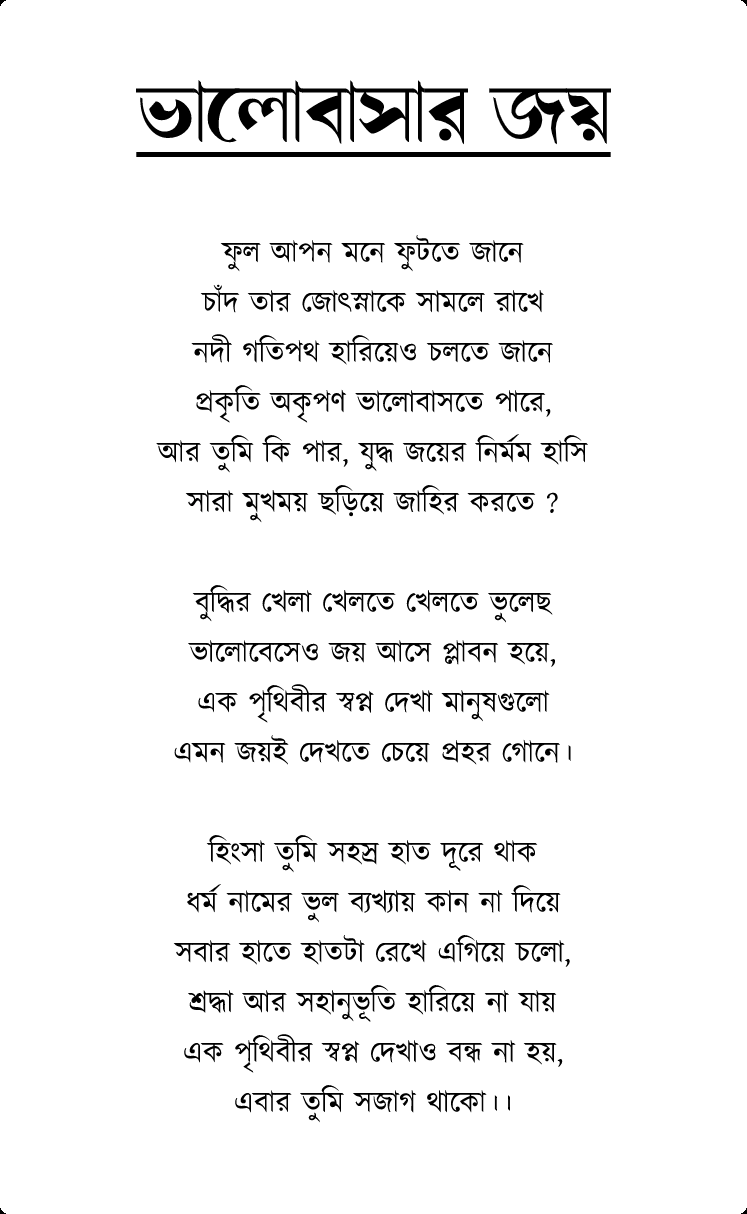 ভালোবাসার জয়
ফুল আপন মনে ফুটতে জানে
চাঁদ তার জোৎস্নাকে সামলে রাখে
নদী গতিপথ হারিয়েও চলতে জানে
প্রকৃতি অকৃপণ ভালোবাসতে পারে,
আর তুমি কি পার, যুদ্ধ জয়ের নির্মম হাসি
সারা মুখময় ছড়িয়ে জাহির করতে ?
বুদ্ধির খেলা খেলতে খেলতে ভুলেছ
ভালোবেসেও জয় আসে প্লাবন হয়ে,
এক পৃথিবীর স্বপ্ন দেখা মানুষগুলো
এমন জয়ই দেখতে চেয়ে প্রহর গোনে।
হিংসা তুমি সহস্র হাত দূরে থাক
ধর্ম নামের ভুল ব্যখ্যায় কান না দিয়ে
সবার হাতে হাতটা রেখে এগিয়ে চলো,
শ্রদ্ধা আর সহানুভূতি হারিয়ে না যায়
এক পৃথিবীর স্বপ্ন দেখাও বন্ধ না হয়,
এবার তুমি সজাগ থাকো।।